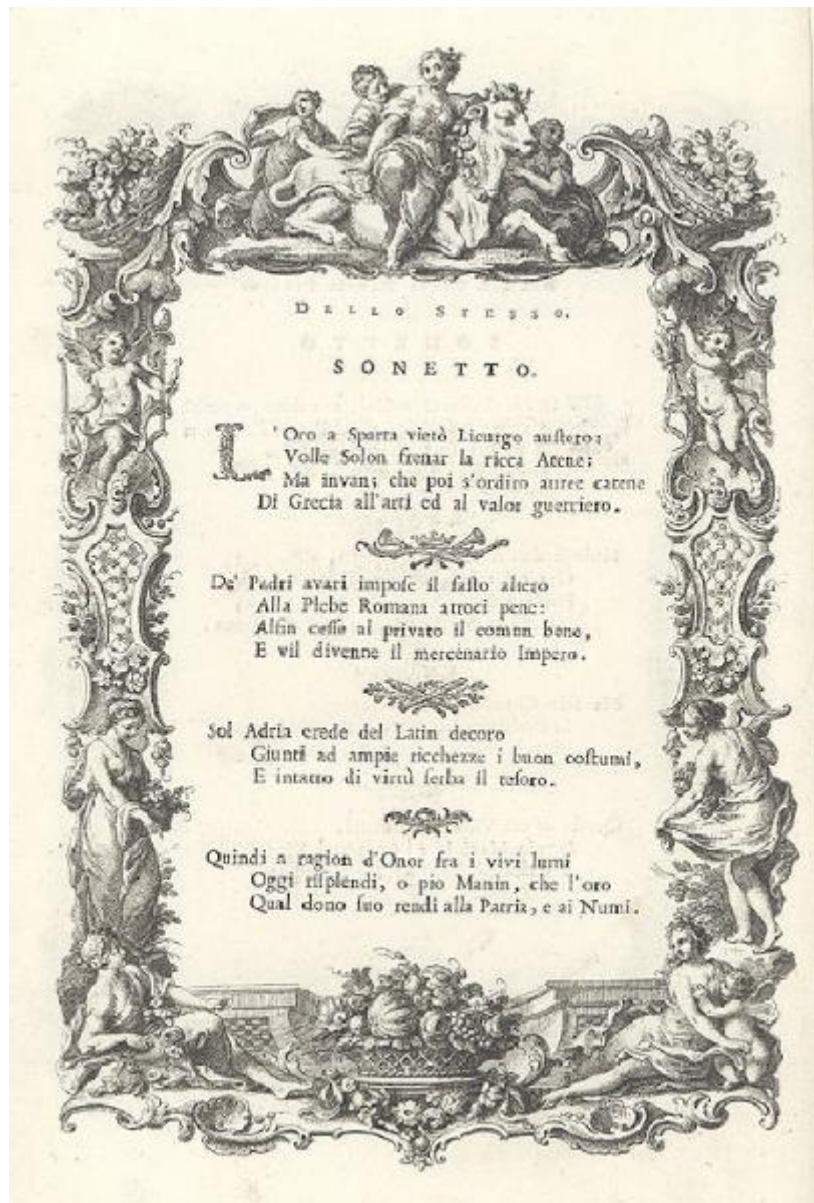 DELLO STESSO.
SONETTO.
L'Oro a Sparta vietò Licurgo austero:
Volle Solon frenar la ricca Atene;
Ma invan; che poi s'ordiro auree catene
Di Grecia all'arti ed al valor guerriero.
De' Padri avari impose il fasto altero
Alla Plebe Romana atroci pene:
Alfin cesse al privato il comun bene,
E vil divenne il mercenario Impero.
Sol Adria erede del Latin decoro
Giunti ad ampie ricchezze i buon costumi,
E intatto di virtù serba il tesoro.
Quindi a ragion d'Onor fra i vivi lumi
Oggi risplendi, o pio Manin, che l'oro
Qual dono suo rendi alla Patria, e ai Numi.